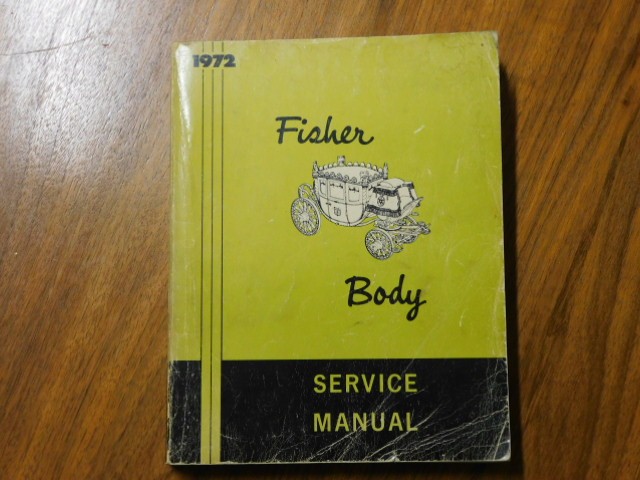 1972
Fisher
Body
SERVICE
MANUAL